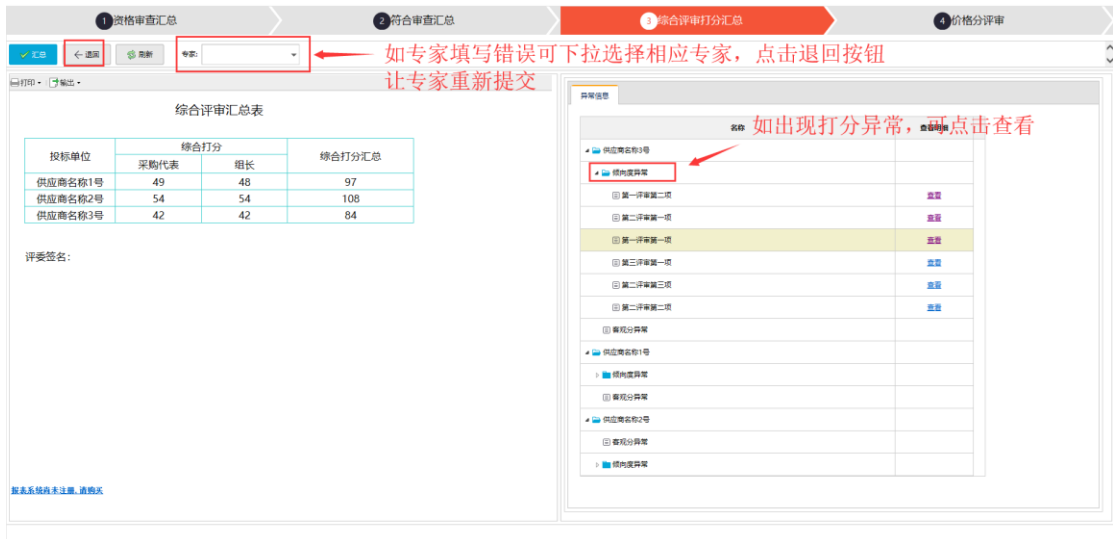 1 资格审查汇总
2 符合审查汇总
3 综合评审打分汇总
4 价格分评审
汇总 退回 刷新 专家:
如专家填写错误可下拉选择相应专家，点击退回按钮
让专家重新提交
打印 输出
综合评审汇总表
投标单位 综合打分 综合打分汇总
采购代表 组长
供应商名称1号 49 48 97
供应商名称2号 54 54 108
供应商名称3号 42 42 84
评委签名：
报表系统尚未注册,请购买
异常信息
如出现打分异常，可点击查看
名称 查看明细
供应商名称3号
倾向度异常
第一评审第二项 查看
第二评审第一项 查看
第一评审第一项 查看
第三评审第一项 查看
第二评审第三项 查看
第二评审第二项 查看
客观分异常
供应商名称1号
倾向度异常
客观分异常
供应商名称2号
客观分异常
倾向度异常